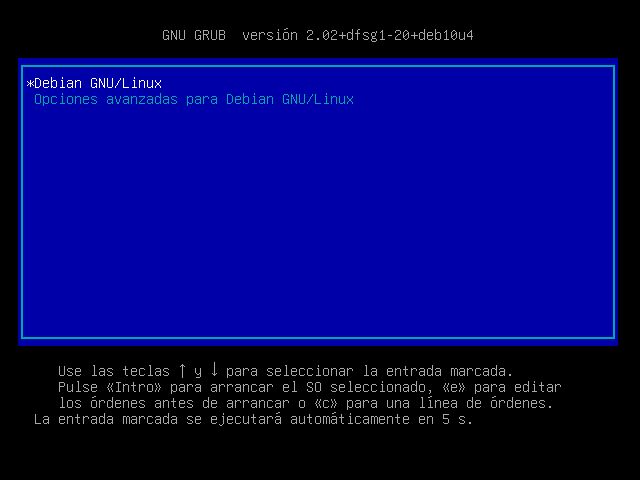 GNU GRUB  versión 2.02+dfsg1-20+deb10u4
*Debian GNU/Linux
Opciones avanzadas para Debian GNU/Linux
Use las teclas ↑ y ↓ para seleccionar la entrada marcada.
Pulse «Intro» para arrancar el SO seleccionado, «e» para editar
los órdenes antes de arrancar o «c» para una línea de órdenes.
La entrada marcada se ejecutará automáticamente en 5 s.